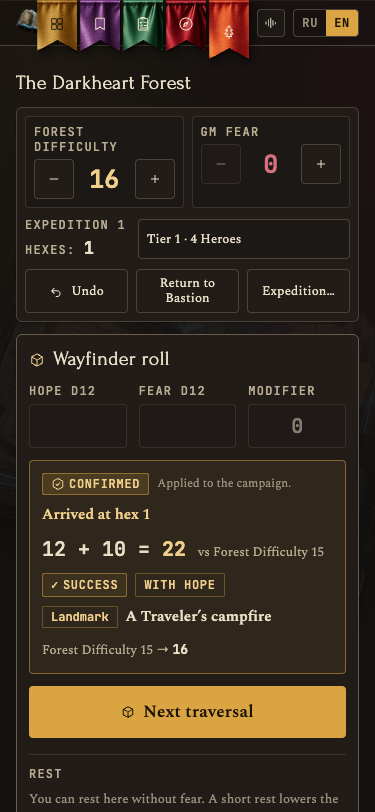 RU EN
The Darkheart Forest
FOREST
DIFFICULTY
− 16 +
GM FEAR
− 0 +
EXPEDITION 1
HEXES: 1
Tier 1 · 4 Heroes
Undo
Return to
Bastion
Expedition…
Wayfinder roll
HOPE D12
FEAR D12
MODIFIER
0
CONFIRMED Applied to the campaign.
Arrived at hex 1
12 + 10 = 22 vs Forest Difficulty 15
✓ SUCCESS WITH HOPE
Landmark A Traveler’s campfire
Forest Difficulty 15 → 16
Next traversal
REST
You can rest here without fear. A short rest lowers the